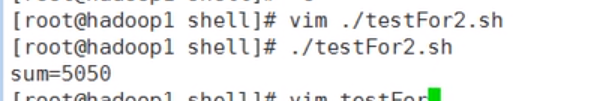 [root@hadoop1 shell]# vim ./testFor2.sh
[root@hadoop1 shell]# ./testFor2.sh
sum=5050
[root@hadoop1 shell]# vim testFor